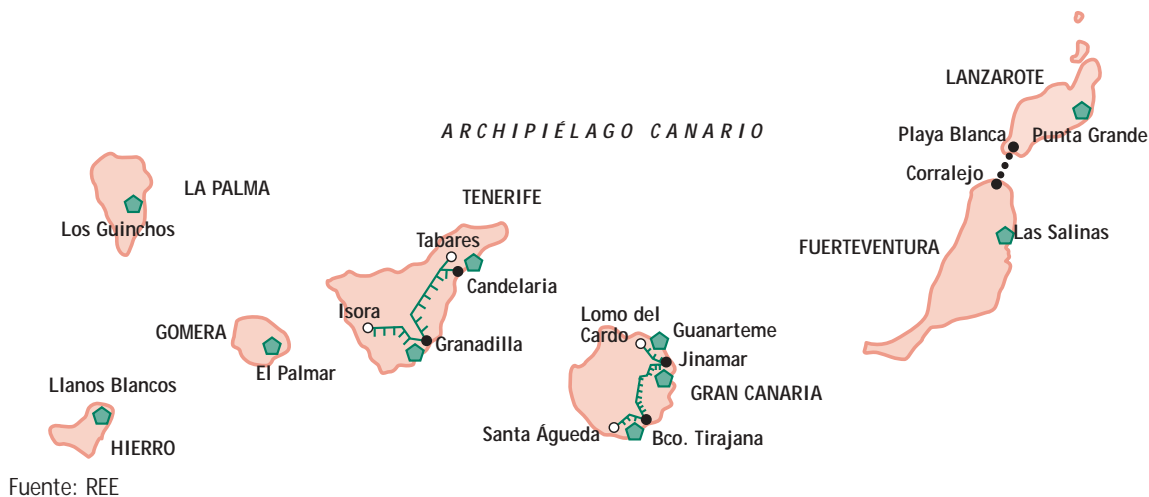 ARCHIPIÉLAGO CANARIO
LANZAROTE
Playa Blanca
Punta Grande
Corralejo
LA PALMA
Los Guinchos
TENERIFE
Tabares
Las Salinas
FUERTEVENTURA
Candelaria
Isora
Lomo del
Cardo
Guanarteme
GOMERA
Granadilla
Jinamar
El Palmar
Llanos Blancos
GRAN CANARIA
Santa Águeda
Bco. Tirajana
HIERRO
Fuente: REE